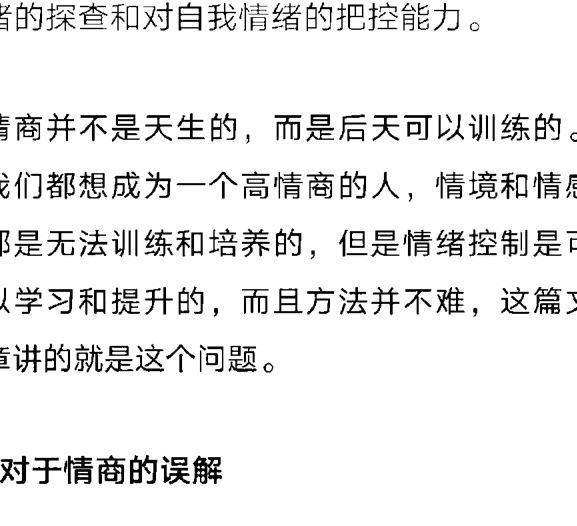 绪的探查和对自我情绪的把控能力。
情商并不是天生的，而是后天可以训练的。
我们都想成为一个高情商的人，情境和情感
都是无法训练和培养的，但是情绪控制是可
以学习和提升的，而且方法并不难，这篇文
章讲的就是这个问题。
对于情商的误解